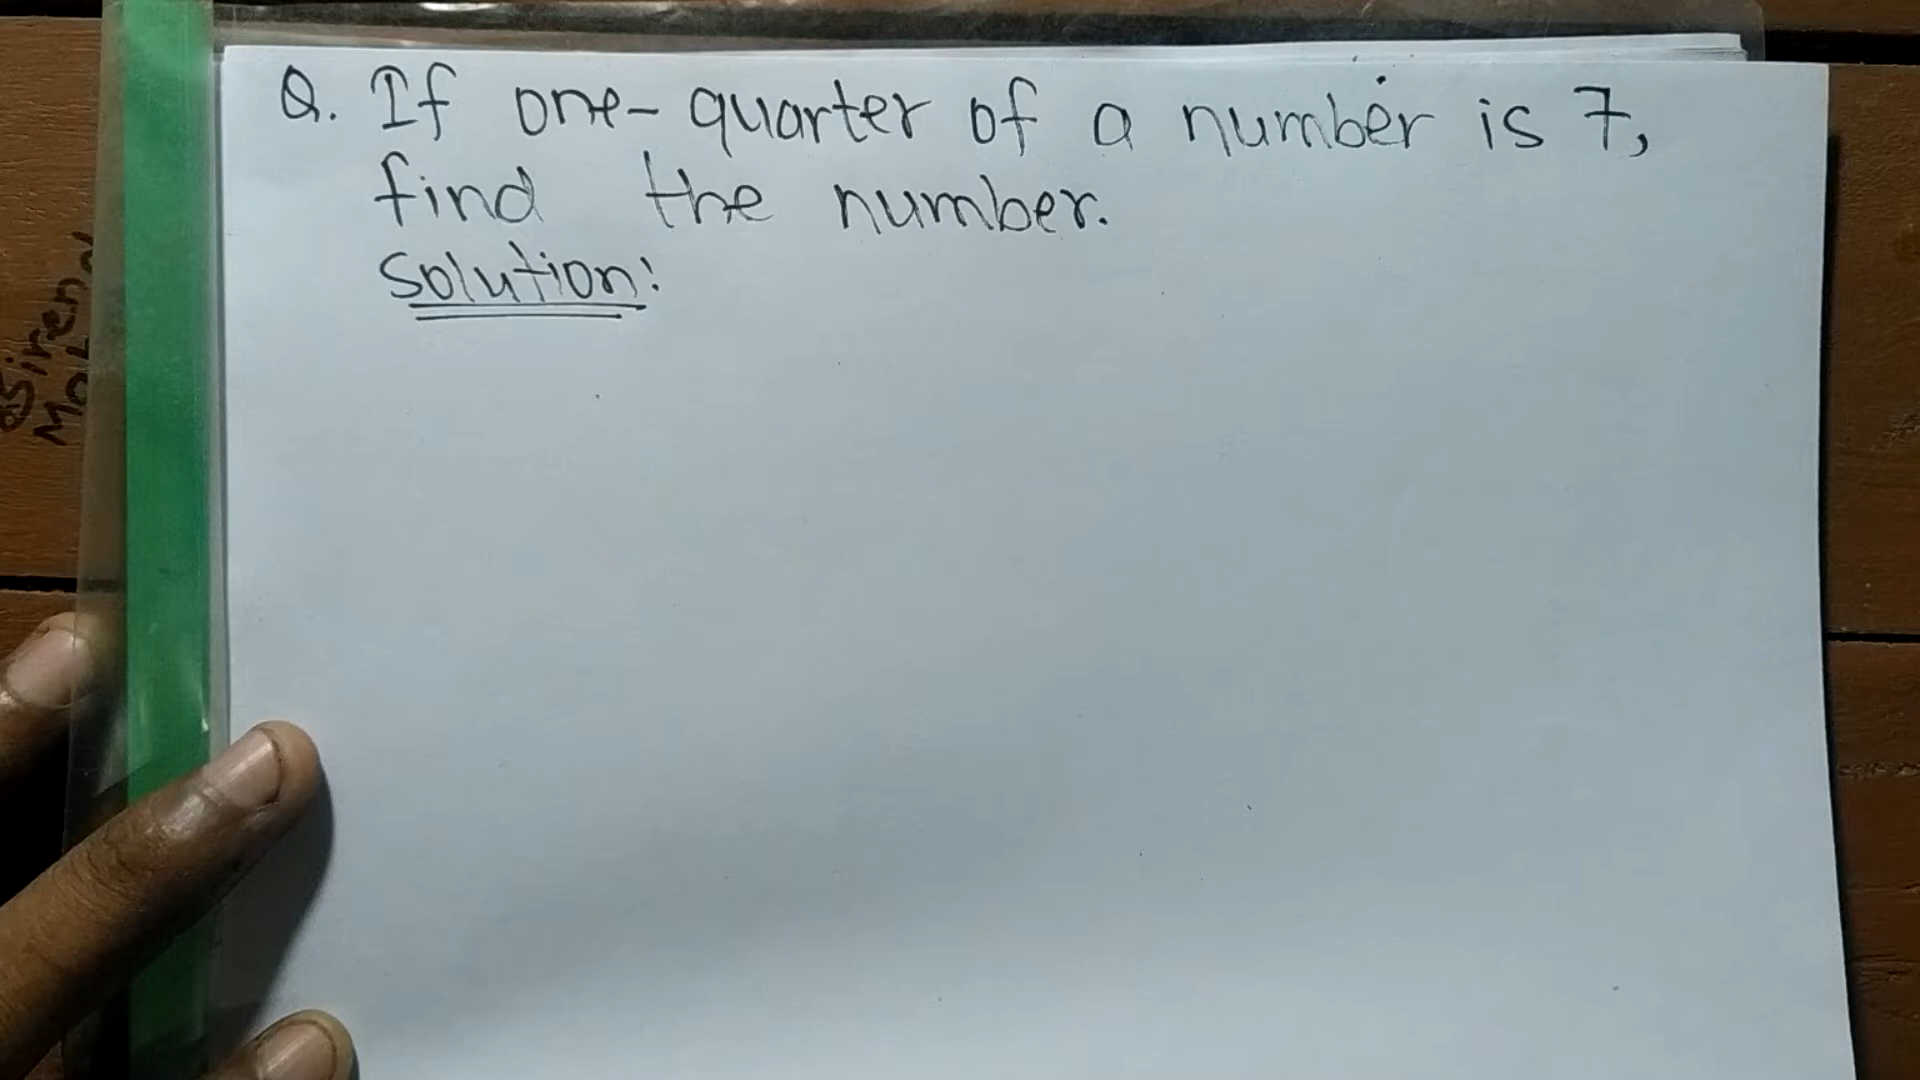 Q. If one-quarter of a number is 7,
find the number.
Solution: